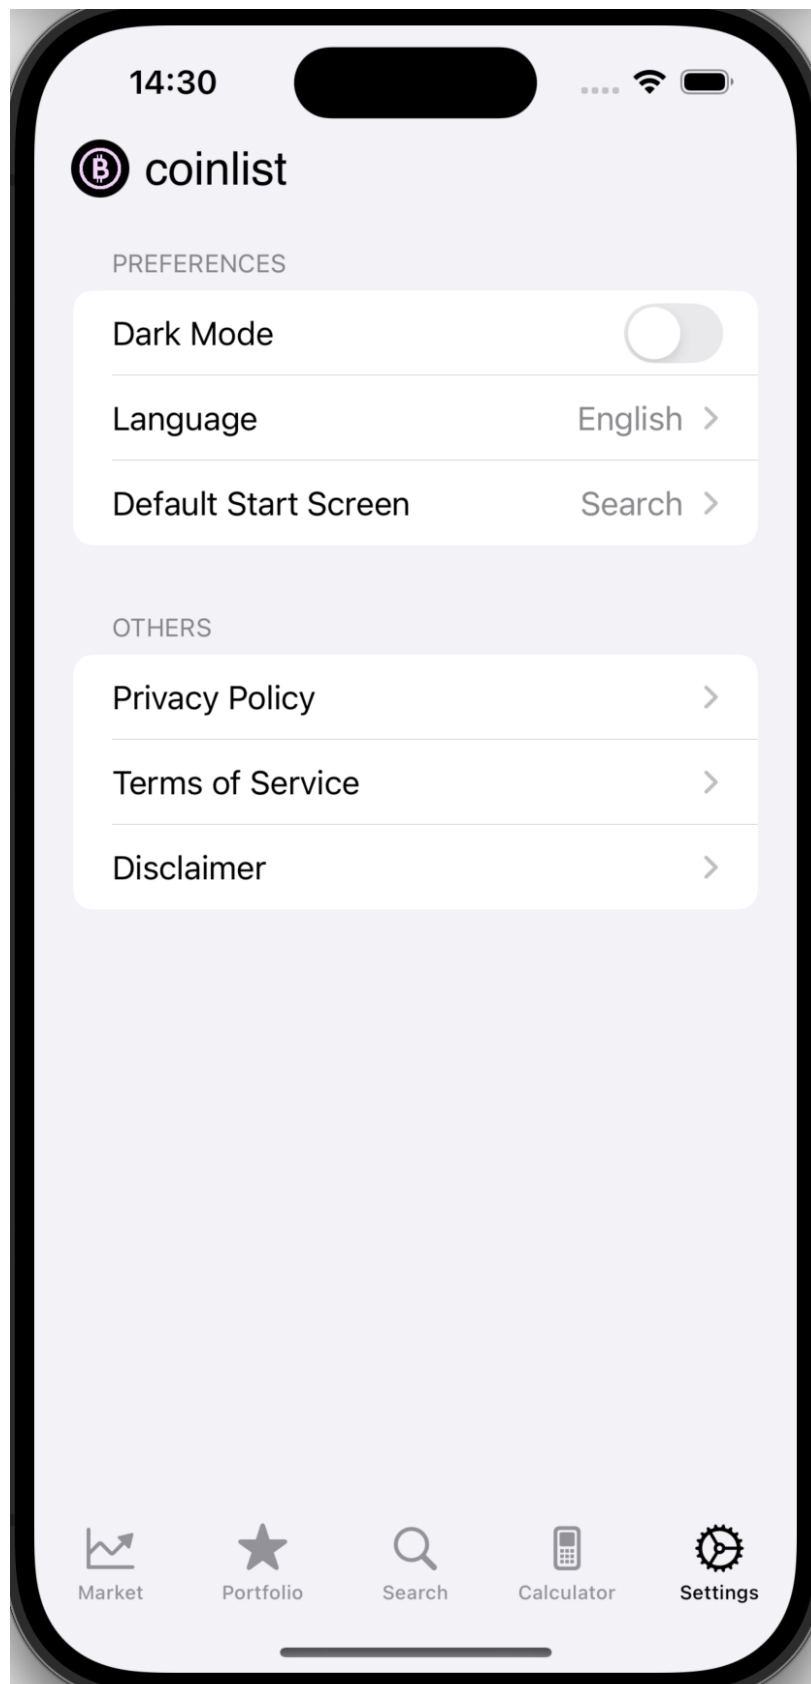 14:30
coinlist
PREFERENCES
Dark Mode
Language English
Default Start Screen Search
OTHERS
Privacy Policy
Terms of Service
Disclaimer
Market Portfolio Search Calculator Settings